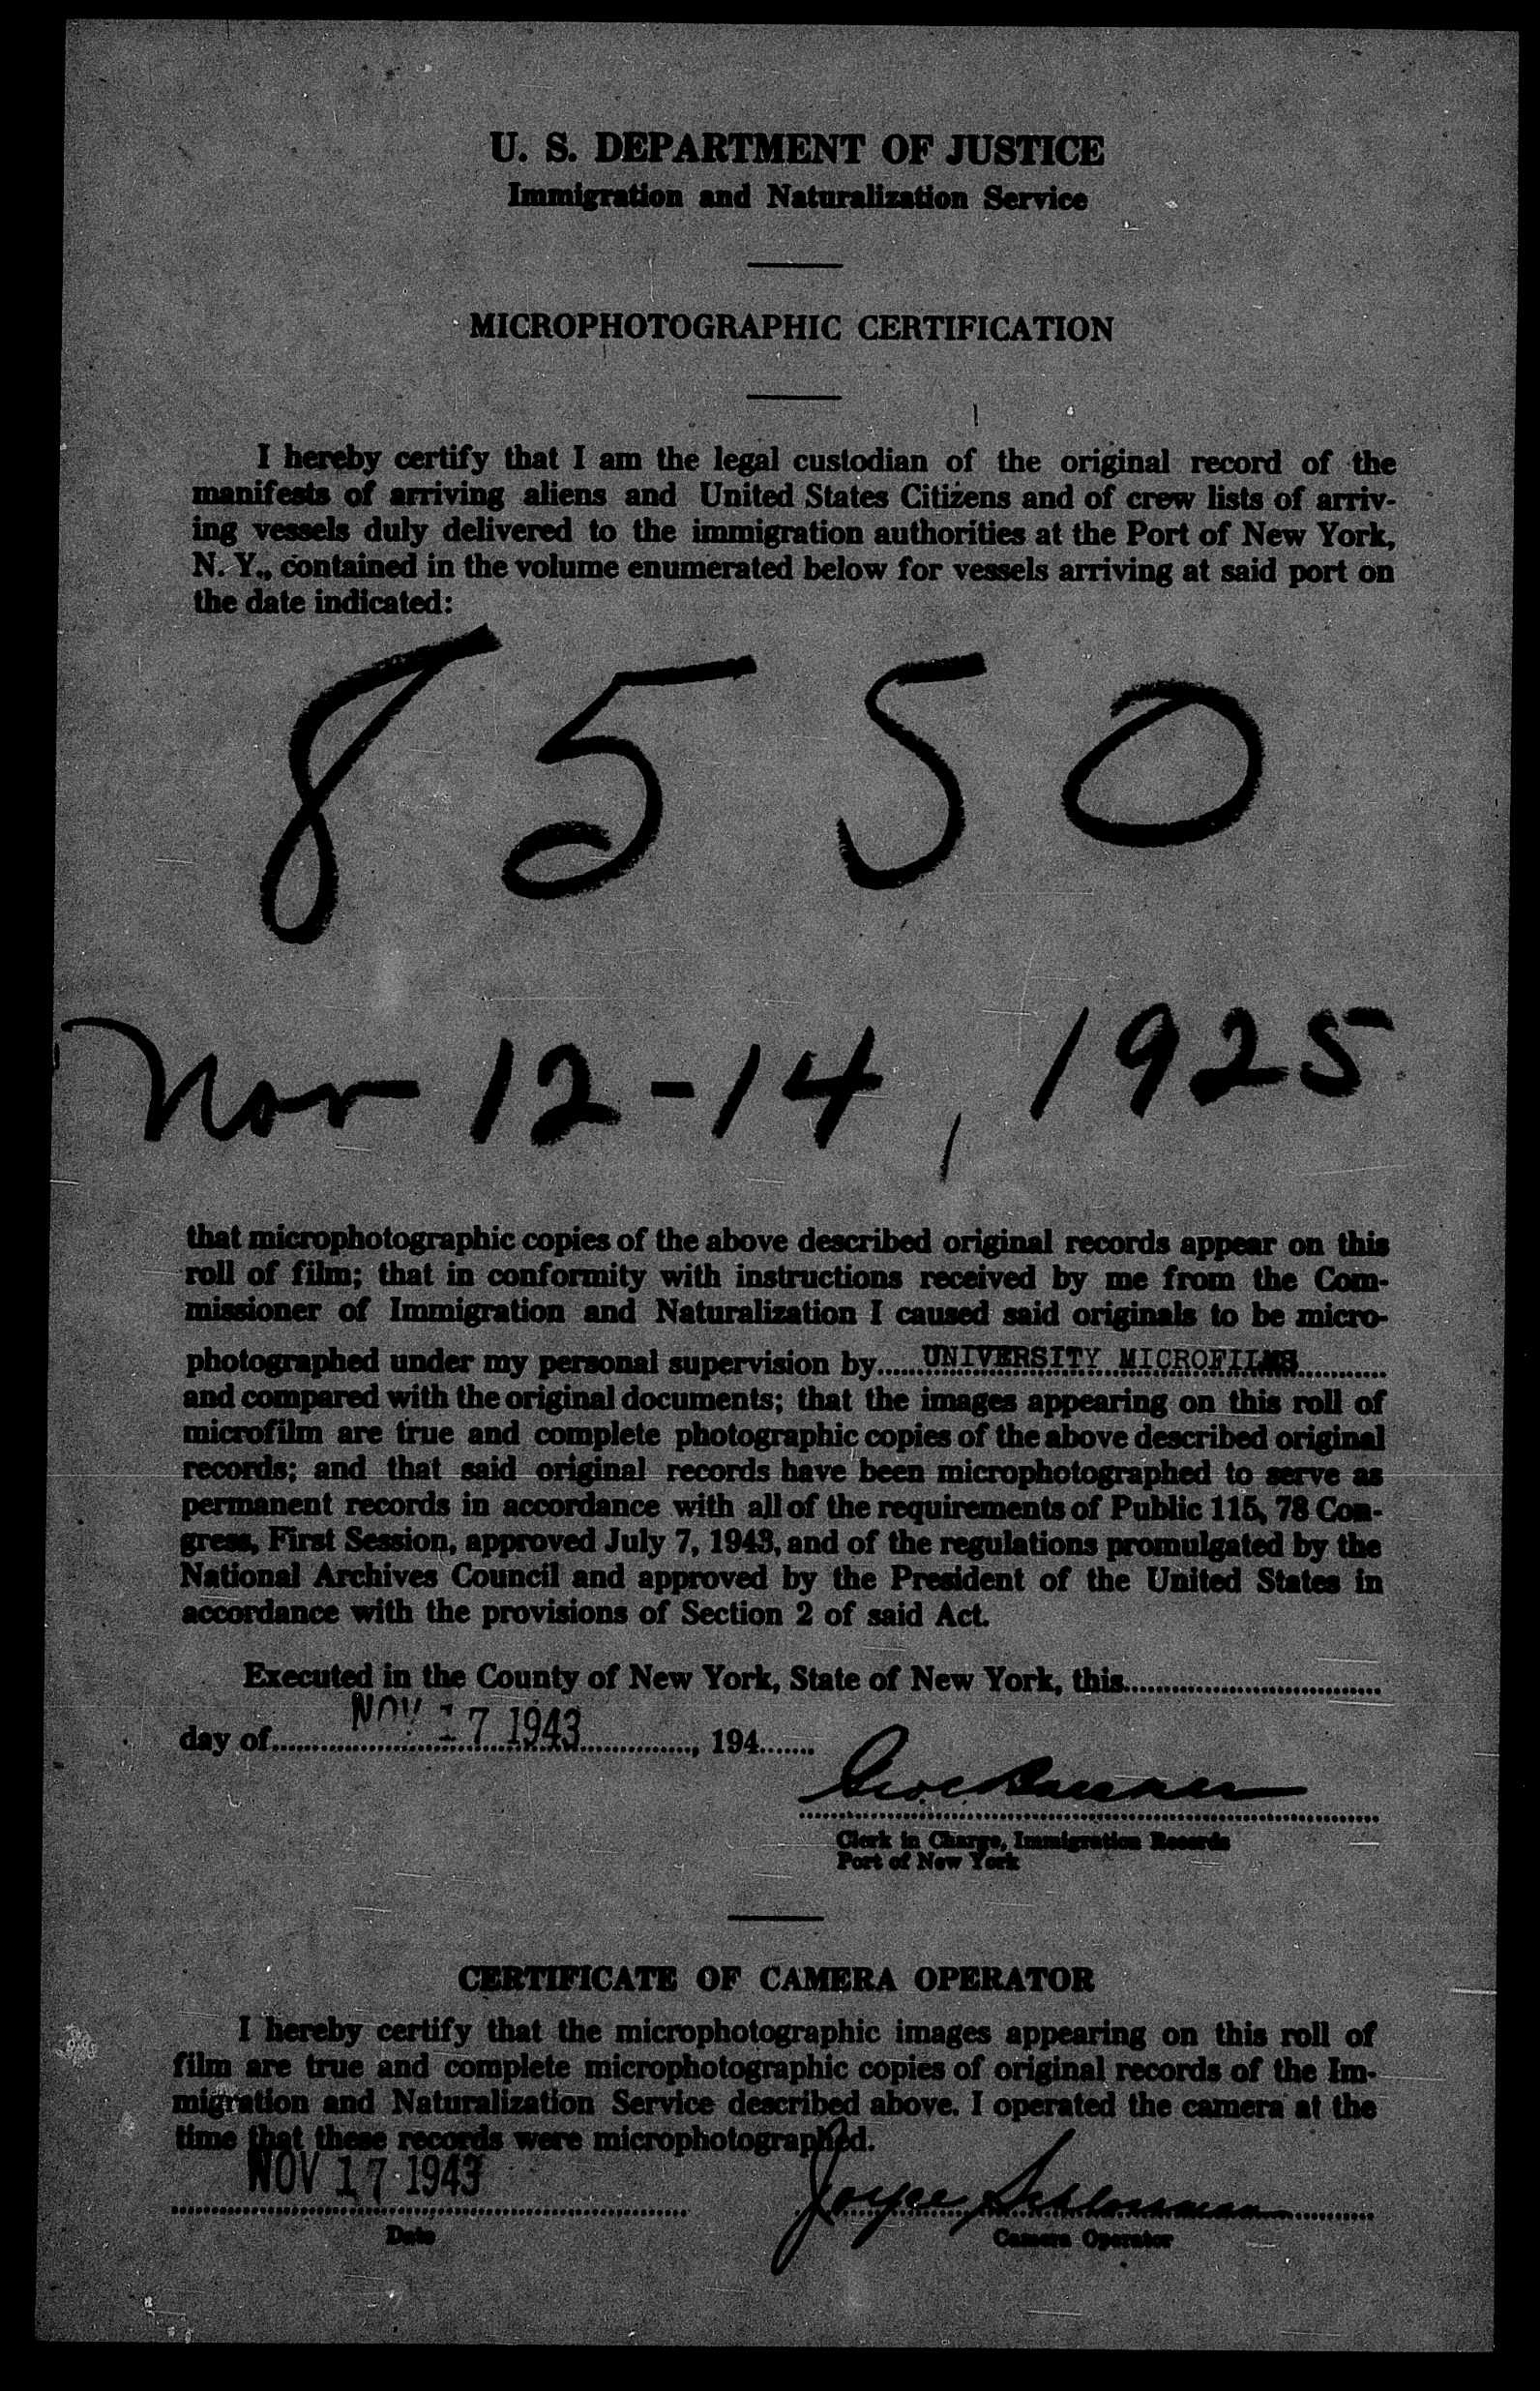 U. S. DEPARTMENT OF JUSTICE
Immigration and Naturalization Service
MICROPHOTOGRAPHIC CERTIFICATION
I hereby certify that I am the legal custodian of the original record of the
manifests of arriving aliens and United States Citizens and of crew lists of arriv-
ing vessels duly delivered to the immigration authorities at the Port of New York,
N. Y., contained in the volume enumerated below for vessels arriving at said port on
the date indicated:
8550
Nov 12-14, 1925
that microphotographic copies of the above described original records appear on this
roll of film; that in conformity with instructions received by me from the Com-
missioner of Immigration and Naturalization I caused said originals to be micro-
photographed under my personal supervision by......UNIVERSITY MICROFILMS............
and compared with the original documents; that the images appearing on this roll of
microfilm are true and complete photographic copies of the above described original
records; and that said original records have been microphotographed to serve as
permanent records in accordance with all of the requirements of Public 115, 78 Con-
gress, First Session, approved July 7, 1943, and of the regulations promulgated by the
National Archives Council and approved by the President of the United States in
accordance with the provisions of Section 2 of said Act.
Executed in the County of New York, State of New York, this................................
day of..........NOV 17 1943.............., 194.......
Clerk in Charge, Immigration Records
Port of New York
CERTIFICATE OF CAMERA OPERATOR
I hereby certify that the microphotographic images appearing on this roll of
film are true and complete microphotographic copies of original records of the Im-
migration and Naturalization Service described above. I operated the camera at the
time that these records were microphotographed.
NOV 17 1943 Joyce
Date Camera Operator